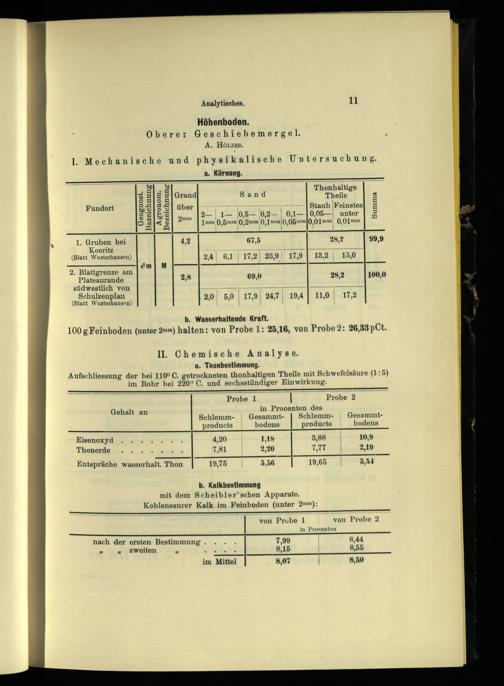 Analytisches. 11
Höhenboden.
Oberer Geschiebemergel.
A. Hölzer.
I. Mechanische und physikalische Untersuchung.
a. Körnung.
Fundort Geognost. Bezeichnung Agronom. Bezeichnung Grand über 2mm Sand Thonhaltige Theile Summa
2—1mm 1—0,5mm 0,5—0,2mm 0,2—0,1mm 0,1—0,05mm Staub 0,05—0,01mm Feinstes unter 0,01mm
1. Gruben bei Koeritz (Blatt Wusterhausen) ∂m M 4,2 67,5 28,2 99,9
2,4 6,1 17,2 23,9 17,9 13,2 15,0
2. Blattgrenze am Plateaurande südwestlich von Schulzenplan (Blatt Wusterhausen) 2,8 69,0 28,2 100,0
2,0 5,0 17,9 24,7 19,4 11,0 17,2
b. Wasserhaltende Kraft.
100 g Feinboden (unter 2mm) halten: von Probe 1: 25,16, von Probe 2: 26,33 pCt.
II. Chemische Analyse.
a. Thonbestimmung.
Aufschliessung der bei 110° C. getrockneten thonhaltigen Theile mit Schwefelsäure (1:5)
im Rohr bei 220° C. und sechsstündiger Einwirkung.
Gehalt an Probe 1 Probe 2
in Procenten des
Schlemmproducts Gesammtbodens Schlemmproducts Gesammtbodens
Eisenoxyd . . . . . . . 4,20 1,18 3,88 10,9
Thonerde . . . . . . . 7,81 2,20 7,77 2,19
Entspräche wasserhalt. Thon 19,75 5,56 19,65 5,54
b. Kalkbestimmung
mit dem Scheibler'schen Apparate.
Kohlensaurer Kalk im Feinboden (unter 2mm):
von Probe 1 von Probe 2
in Procenten
nach der ersten Bestimmung . . . . 7,99 8,44
„ „ zweiten „ . . . . 8,15 8,55
im Mittel 8,07 8,50